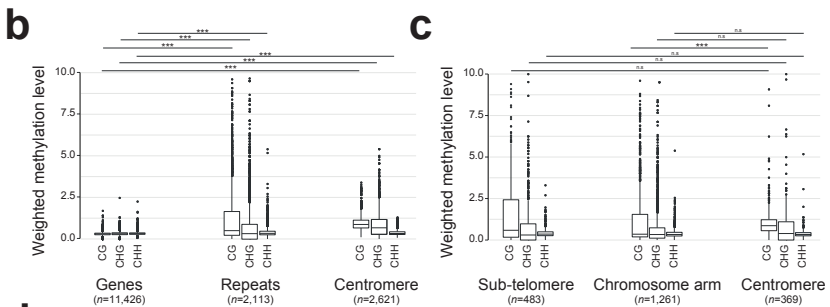 b
***
***
***
***
***
***
Weighted methylation level
10.0
7.5
5.0
2.5
0.0
CG
CHG
CHH
CG
CHG
CHH
CG
CHG
CHH
Genes
(n=11,426)
Repeats
(n=2,113)
Centromere
(n=2,621)
c
n.s
n.s
***
n.s
n.s
n.s
Weighted methylation level
10.0
7.5
5.0
2.5
0.0
CG
CHG
CHH
CG
CHG
CHH
CG
CHG
CHH
Sub-telomere
(n=483)
Chromosome arm
(n=1,261)
Centromere
(n=369)